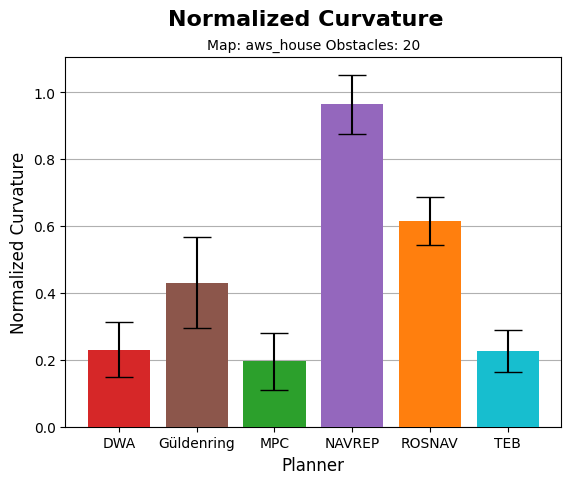 Normalized Curvature
Map: aws_house Obstacles: 20
Normalized Curvature
1.0
0.8
0.6
0.4
0.2
0.0
DWA Güldenring MPC NAVREP ROSNAV TEB
Planner